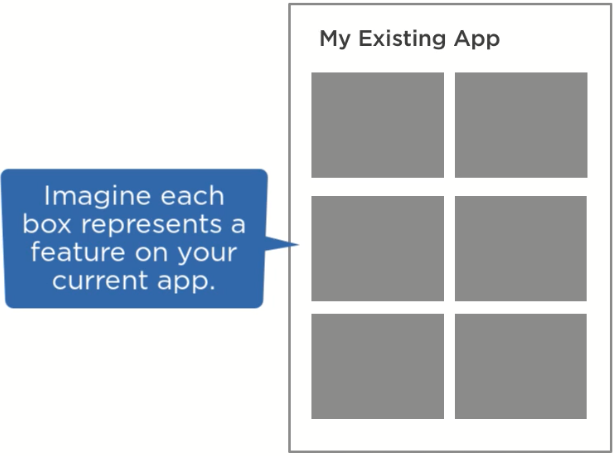 My Existing App
Imagine each
box represents a
feature on your
current app.